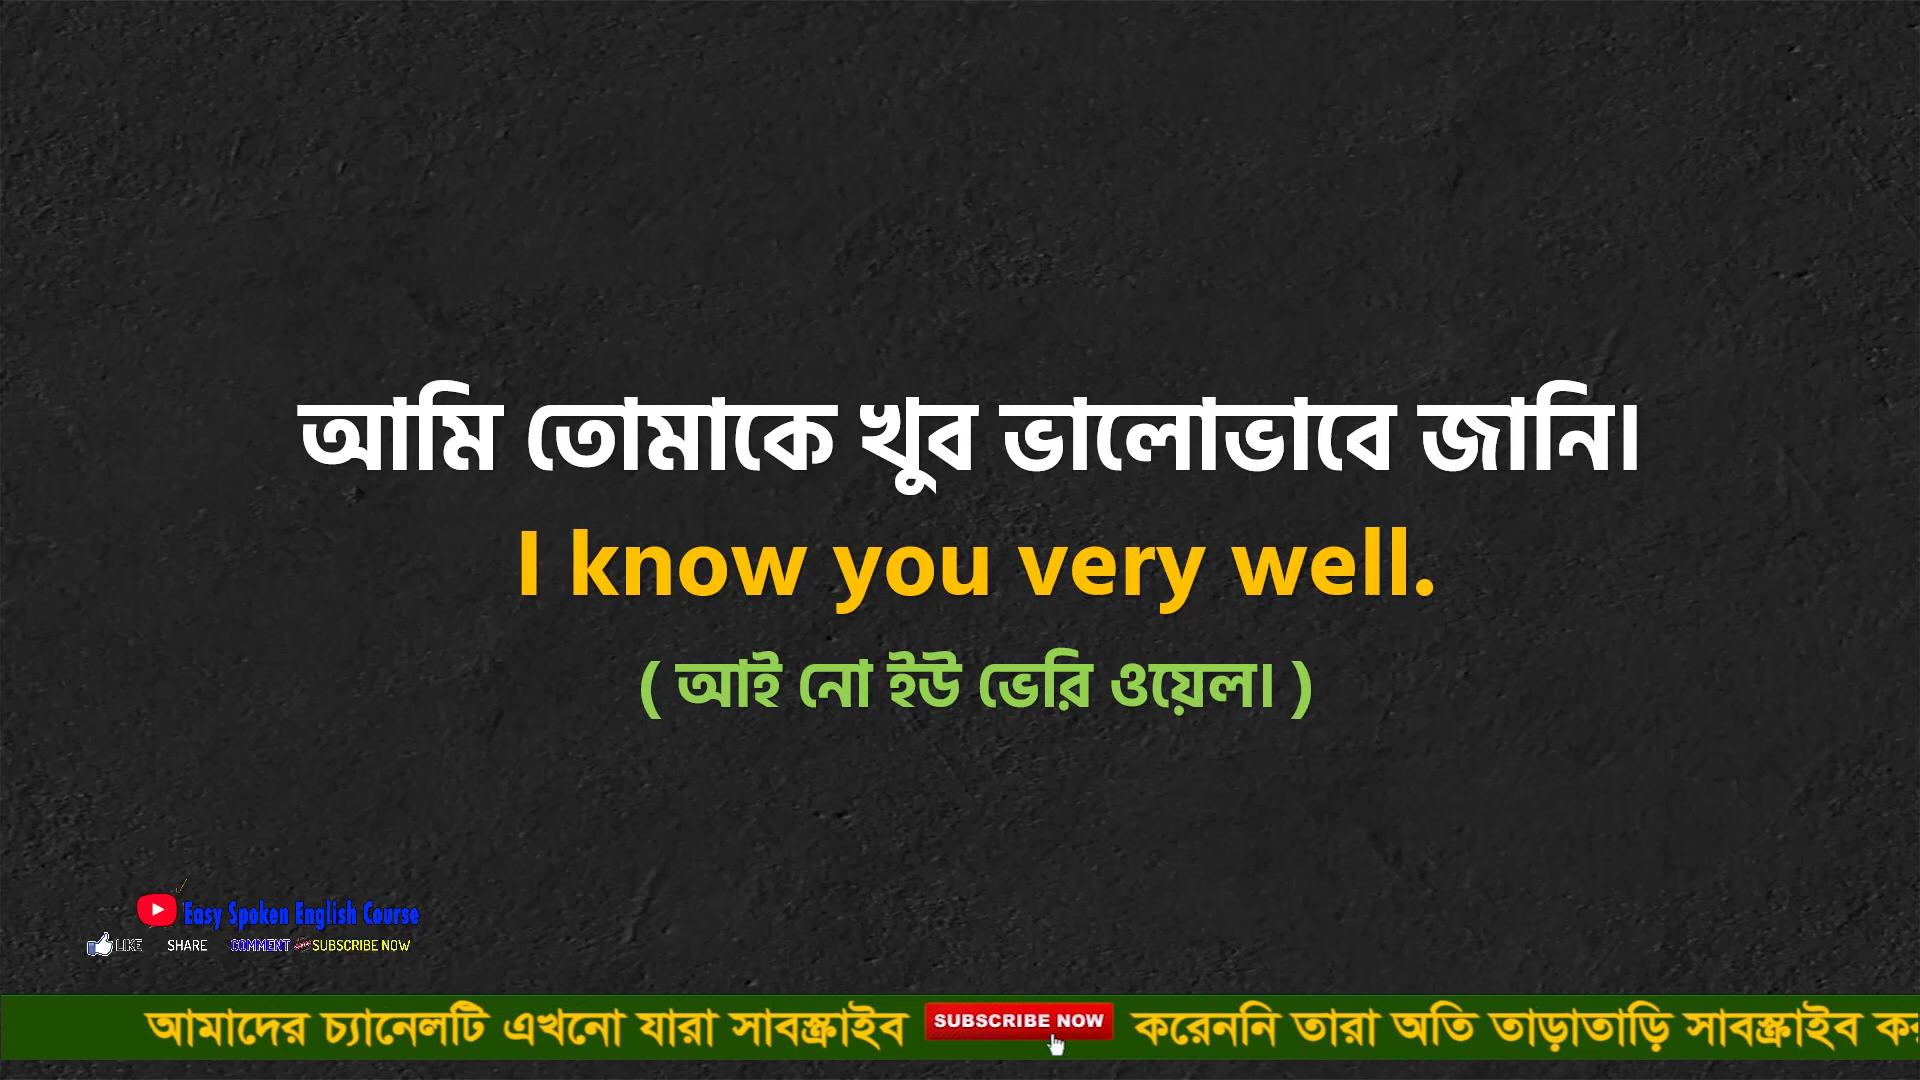 আমি তোমাকে খুব ভালোভাবে জানি।
I know you very well.
( আই নো ইউ ভেরি ওয়েল। )
Easy Spoken English Course
LIKE SHARE COMMENT SUBSCRIBE NOW
আমাদের চ্যানেলটি এখনো যারা সাবস্ক্রাইব SUBSCRIBE NOW করেননি তারা অতি তাড়াতাড়ি সাবস্ক্রাইব